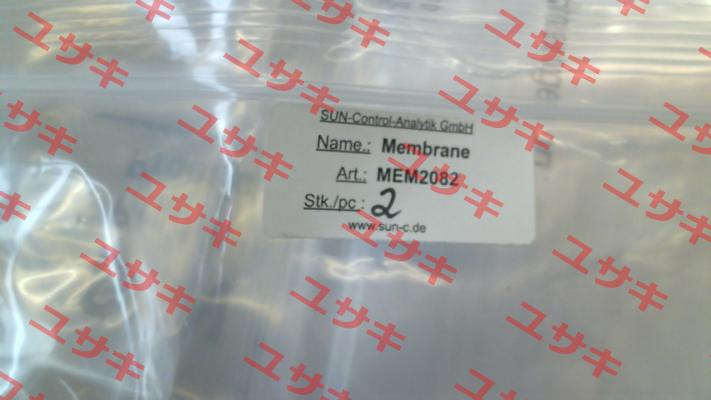 SUN-Control-Analytik GmbH
Name.: Membrane
Art.: MEM2082
Stk./pc : 2
www.sun-c.de
ユサキ